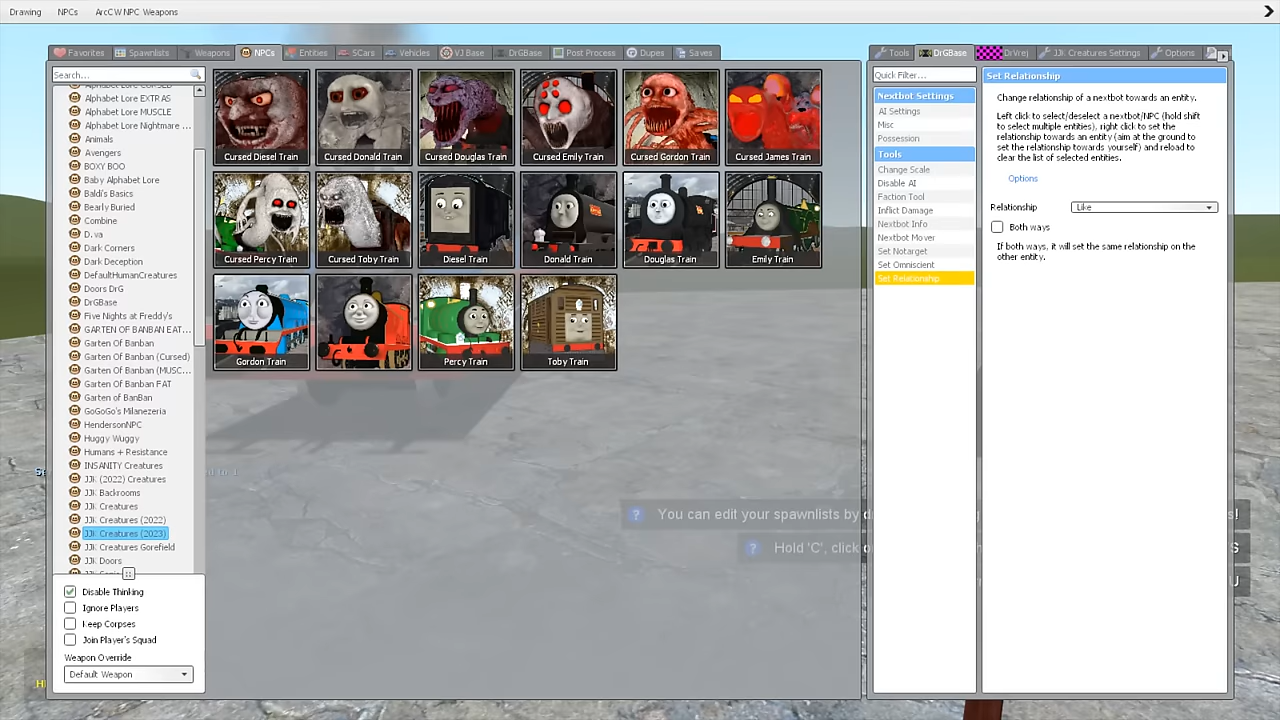 Drawing NPCs ArcCW NPC Weapons
Favorites Spawnlists Weapons NPCs Entities SCars Vehicles VJ Base DrGBase Post Process Dupes Saves
Search...
Alphabet Lore EXTRAS
Alphabet Lore MUSCLE
Alphabet Lore Nightmare ...
Animals
Avengers
BOXY BOO
Baby Alphabet Lore
Baldi's Basics
Bearly Buried
Combine
D. va
Dark Corners
Dark Deception
DefaultHumanCreatures
Doors DrG
DrGBase
Five Nights at Freddy's
GARTEN OF BANBAN EAT...
Garten Of Banban
Garten Of Banban (Cursed)
Garten Of Banban (MUSC...
Garten Of Banban FAT
Garten of BanBan
GoGoGo's Milanezeria
HendersonNPC
Huggy Wuggy
Humans + Resistance
INSANITY Creatures
JJK (2022) Creatures
JJK Backrooms
JJK Creatures
JJK Creatures (2022)
JJK Creatures (2023)
JJK Creatures Gorefield
JJK Doors
Disable Thinking
Ignore Players
Keep Corpses
Join Player's Squad
Weapon Override
Default Weapon
Cursed Diesel Train
Cursed Donald Train
Cursed Douglas Train
Cursed Emily Train
Cursed Gordon Train
Cursed James Train
Cursed Percy Train
Cursed Toby Train
Diesel Train
Donald Train
Douglas Train
Emily Train
Gordon Train
Percy Train
Toby Train
You can edit your spawnlists by d
Hold 'C', click o
Tools DrGBase DrVrej JJK Creatures Settings Options
Quick Filter...
Nextbot Settings
AI Settings
Misc
Possession
Tools
Change Scale
Disable AI
Faction Tool
Inflict Damage
Nextbot Info
Nextbot Mover
Set Notarget
Set Omniscient
Set Relationship
Set Relationship
Change relationship of a nextbot towards an entity.
Left click to select/deselect a nextbot/NPC (hold shift
to select multiple entities), right click to set the
relationship towards an entity (aim at the ground to
set the relationship towards yourself) and reload to
clear the list of selected entities.
Options
Relationship Like
Both ways
If both ways, it will set the same relationship on the
other entity.